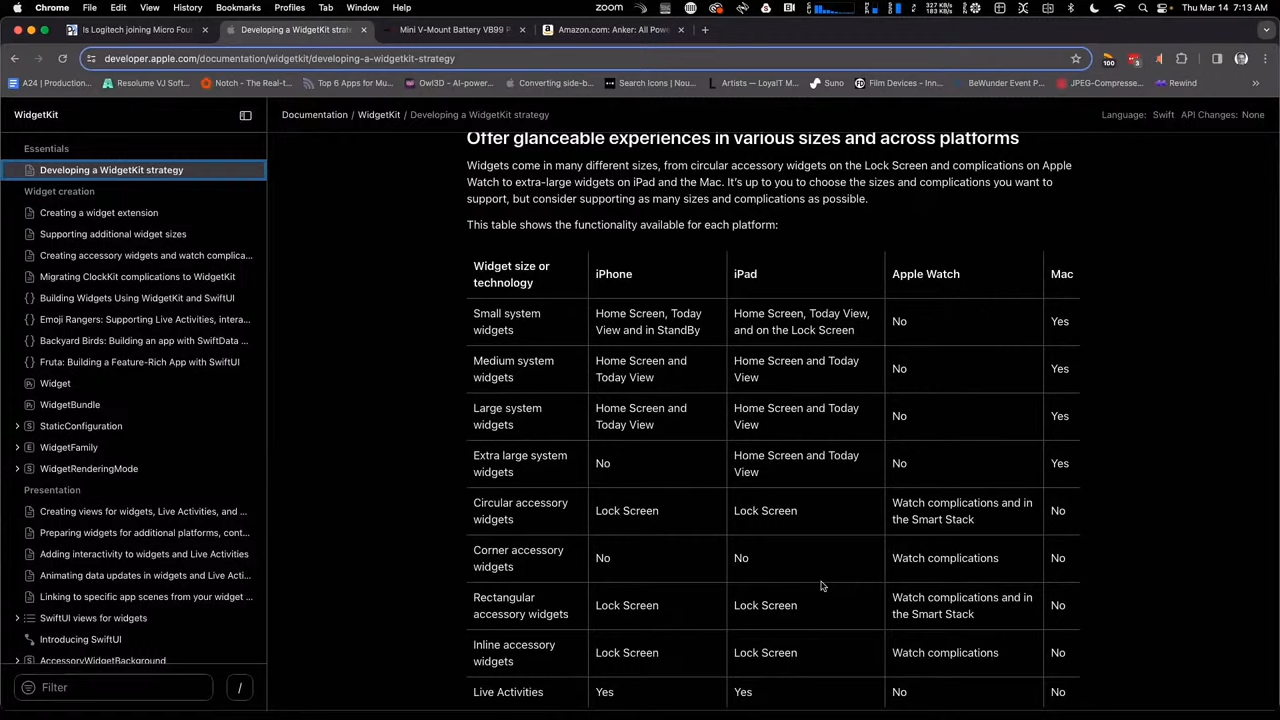 Chrome File Edit View History Bookmarks Profiles Tab Window Help zoom 327 KB/s 183 KB/s Thu Mar 14 7:13 AM
Is Logitech joining Micro Four
Developing a WidgetKit strate
Mini V-Mount Battery VB99 P
Amazon.com: Anker: All Powe
developer.apple.com/documentation/widgetkit/developing-a-widgetkit-strategy
100
3
A24 | Production...
Resolume VJ Soft...
Notch - The Real-t...
Top 6 Apps for Mu...
Owl3D – AI-power...
Converting side-b...
Search Icons | Nou...
Artists — LoyalT M...
Suno
Film Devices - Inn...
BeWunder Event P...
JPEG-Compresse...
Rewind
WidgetKit
Documentation / WidgetKit / Developing a WidgetKit strategy
Language: Swift API Changes: None
Essentials
Developing a WidgetKit strategy
Widget creation
Creating a widget extension
Supporting additional widget sizes
Creating accessory widgets and watch complica...
Migrating ClockKit complications to WidgetKit
{} Building Widgets Using WidgetKit and SwiftUI
{} Emoji Rangers: Supporting Live Activities, intera...
{} Backyard Birds: Building an app with SwiftData ...
{} Fruta: Building a Feature-Rich App with SwiftUI
Pr Widget
Pr WidgetBundle
S StaticConfiguration
E WidgetFamily
S WidgetRenderingMode
Presentation
Creating views for widgets, Live Activities, and ...
Preparing widgets for additional platforms, cont...
Adding interactivity to widgets and Live Activities
Animating data updates in widgets and Live Acti...
Linking to specific app scenes from your widget ...
SwiftUI views for widgets
Introducing SwiftUI
S AccessoryWidgetBackground
Filter /
Offer glanceable experiences in various sizes and across platforms
Widgets come in many different sizes, from circular accessory widgets on the Lock Screen and complications on Apple
Watch to extra-large widgets on iPad and the Mac. It's up to you to choose the sizes and complications you want to
support, but consider supporting as many sizes and complications as possible.
This table shows the functionality available for each platform:
Widget size or
technology
iPhone
iPad
Apple Watch
Mac
Small system
widgets
Home Screen, Today
View and in StandBy
Home Screen, Today View,
and on the Lock Screen
No
Yes
Medium system
widgets
Home Screen and
Today View
Home Screen and Today
View
No
Yes
Large system
widgets
Home Screen and
Today View
Home Screen and Today
View
No
Yes
Extra large system
widgets
No
Home Screen and Today
View
No
Yes
Circular accessory
widgets
Lock Screen
Lock Screen
Watch complications and in
the Smart Stack
No
Corner accessory
widgets
No
No
Watch complications
No
Rectangular
accessory widgets
Lock Screen
Lock Screen
Watch complications and in
the Smart Stack
No
Inline accessory
widgets
Lock Screen
Lock Screen
Watch complications
No
Live Activities
Yes
Yes
No
No